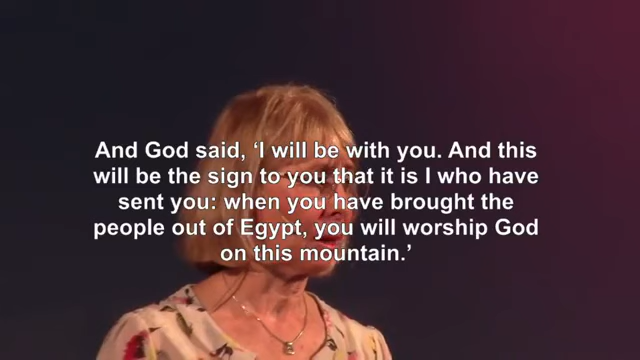 And God said, ‘I will be with you. And this
will be the sign to you that it is I who have
sent you: when you have brought the
people out of Egypt, you will worship God
on this mountain.’